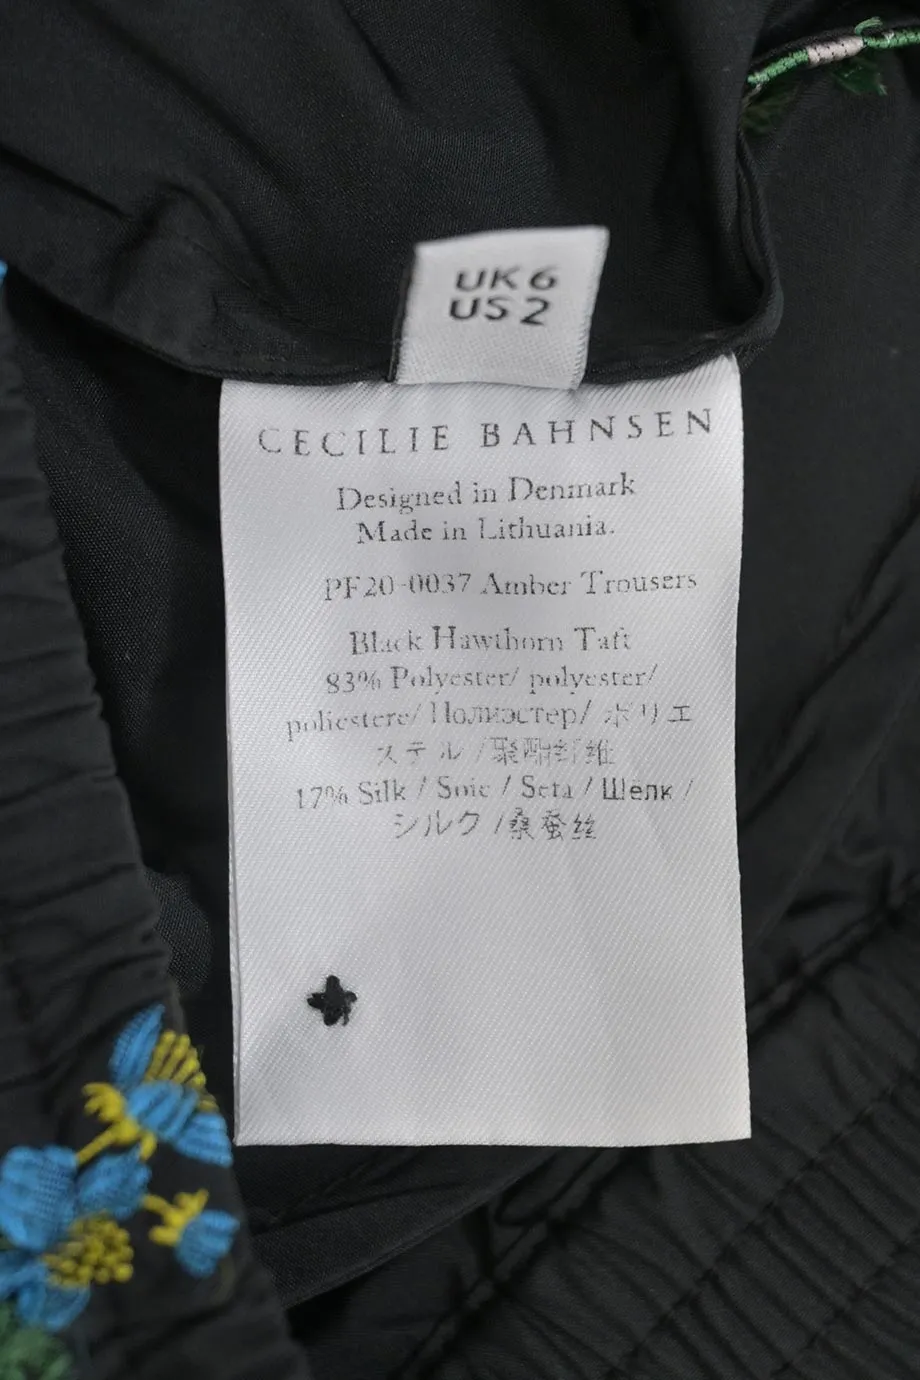 UK 6
US 2
CECILIE BAHNSEN
Designed in Denmark
Made in Lithuania.
PF20-0037 Amber Trousers
Black Hawthorn Taft
83% Polyester/ polyester/
poliestere/ Полиэстер/ ポリエ
ステル /聚酯纤维
17% Silk / Soie / Seta / Шёлк /
シルク /桑蚕丝